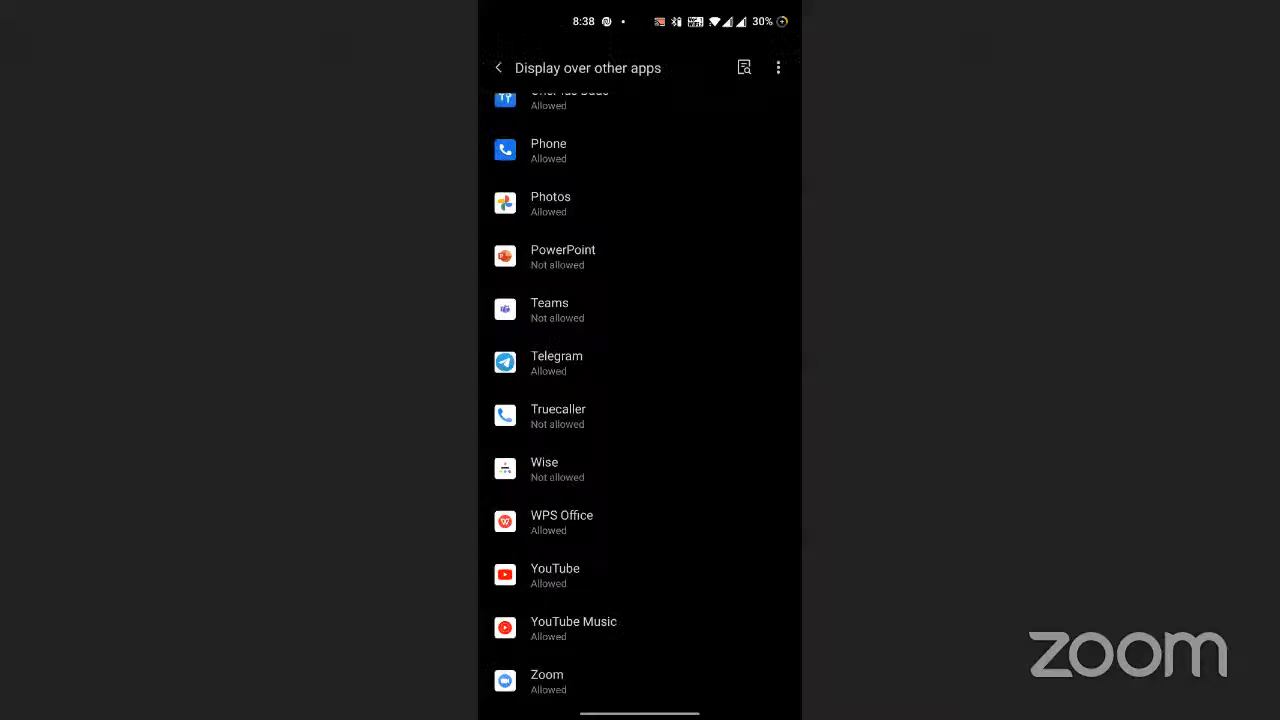 8:38
30%
Display over other apps
Allowed
Phone
Allowed
Photos
Allowed
PowerPoint
Not allowed
Teams
Not allowed
Telegram
Allowed
Truecaller
Not allowed
Wise
Not allowed
WPS Office
Allowed
YouTube
Allowed
YouTube Music
Allowed
Zoom
Allowed
zoom